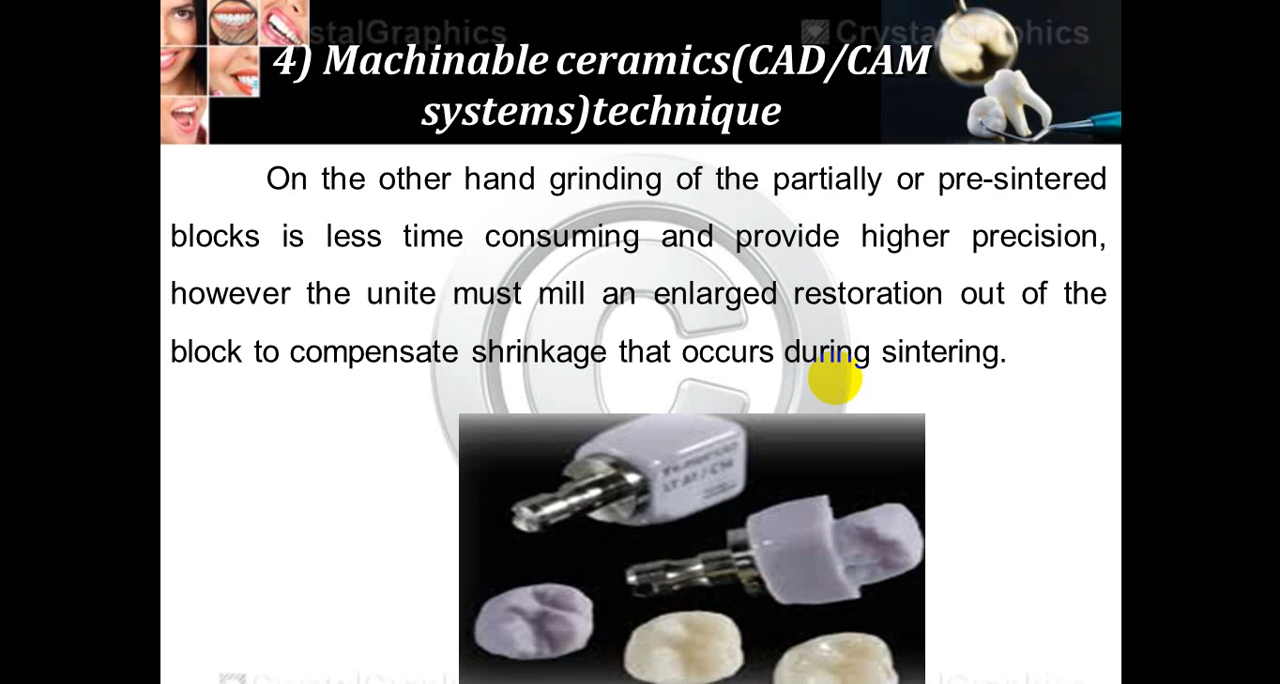 CrystalGraphics
4) Machinable ceramics(CAD/CAM
systems)technique
On the other hand grinding of the partially or pre-sintered
blocks is less time consuming and provide higher precision,
however the unite must mill an enlarged restoration out of the
block to compensate shrinkage that occurs during sintering.